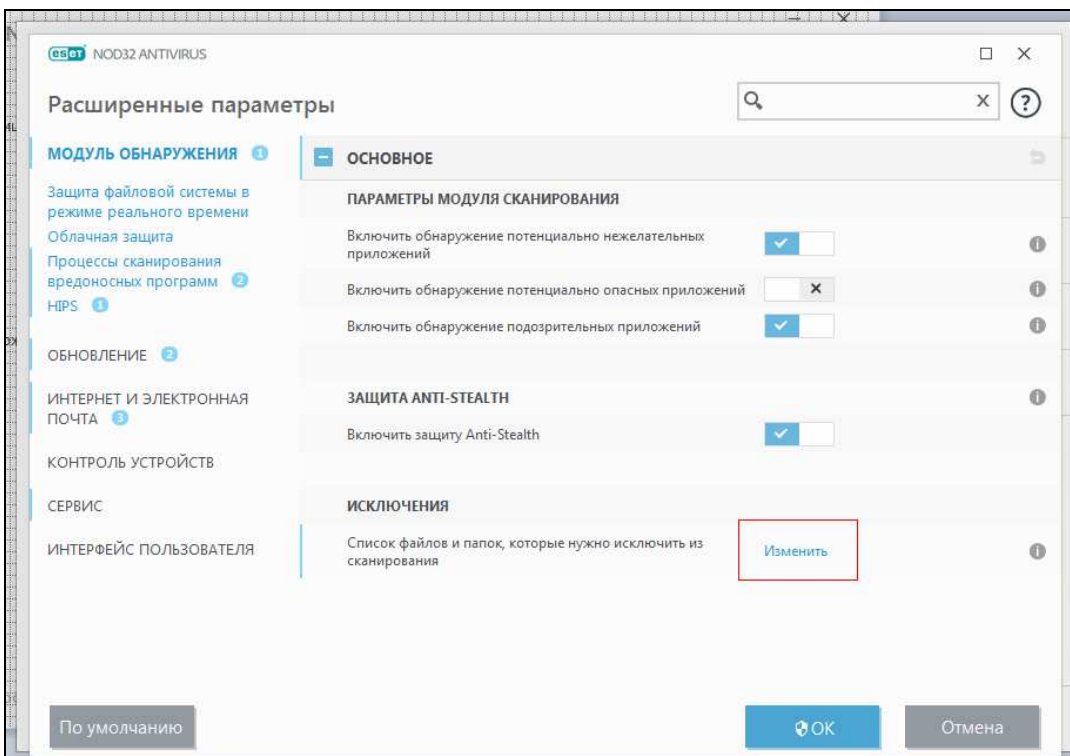 eset NOD32 ANTIVIRUS
Расширенные параметры
МОДУЛЬ ОБНАРУЖЕНИЯ 1
Защита файловой системы в
режиме реального времени
Облачная защита
Процессы сканирования
вредоносных программ 2
HIPS 1
ОБНОВЛЕНИЕ 2
ИНТЕРНЕТ И ЭЛЕКТРОННАЯ
ПОЧТА 3
КОНТРОЛЬ УСТРОЙСТВ
СЕРВИС
ИНТЕРФЕЙС ПОЛЬЗОВАТЕЛЯ
ОСНОВНОЕ
ПАРАМЕТРЫ МОДУЛЯ СКАНИРОВАНИЯ
Включить обнаружение потенциально нежелательных
приложений
Включить обнаружение потенциально опасных приложений
Включить обнаружение подозрительных приложений
ЗАЩИТА ANTI-STEALTH
Включить защиту Anti-Stealth
ИСКЛЮЧЕНИЯ
Список файлов и папок, которые нужно исключить из
сканирования
Изменить
По умолчанию
OK
Отмена